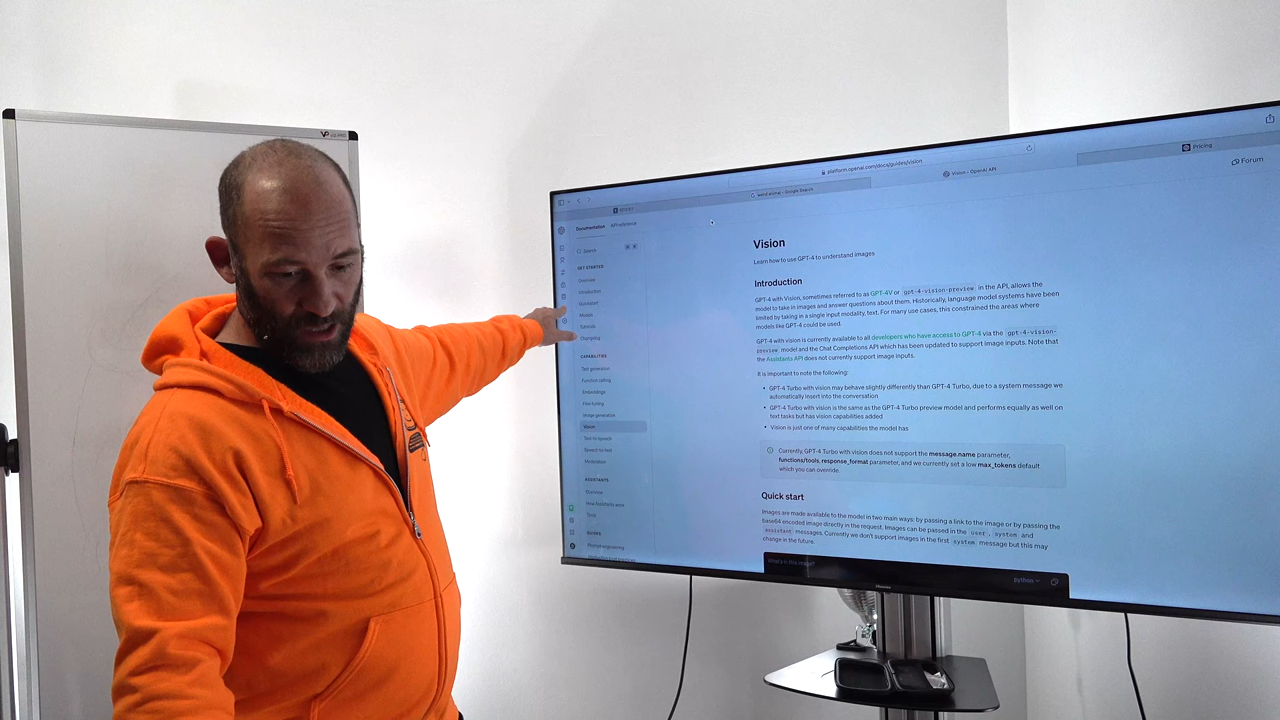 VP
platform.openai.com/docs/guides/vision
weird animal - Google Search
Vision - OpenAI API
Pricing
Forum
Documentation
API reference
Search
GET STARTED
Overview
Introduction
Quickstart
Models
Tutorials
Changelog
CAPABILITIES
Text generation
Function calling
Embeddings
Fine-tuning
Image generation
Vision
Text to speech
Speech to text
Moderation
ASSISTANTS
Overview
How Assistants work
Tools
GUIDES
Prompt engineering
Vision
Learn how to use GPT-4 to understand images
Introduction
GPT-4 with Vision, sometimes referred to as GPT-4V or gpt-4-vision-preview in the API, allows the
model to take in images and answer questions about them. Historically, language model systems have been
limited by taking in a single input modality, text. For many use cases, this constrained the areas where
models like GPT-4 could be used.
GPT-4 with vision is currently available to all developers who have access to GPT-4 via the gpt-4-vision-
preview model and the Chat Completions API which has been updated to support image inputs. Note that
the Assistants API does not currently support image inputs.
It is important to note the following:
• GPT-4 Turbo with vision may behave slightly differently than GPT-4 Turbo, due to a system message we
automatically insert into the conversation
• GPT-4 Turbo with vision is the same as the GPT-4 Turbo preview model and performs equally as well on
text tasks but has vision capabilities added
• Vision is just one of many capabilities the model has
Currently, GPT-4 Turbo with vision does not support the message.name parameter,
functions/tools, response_format parameter, and we currently set a low max_tokens default
which you can override.
Quick start
Images are made available to the model in two main ways: by passing a link to the image or by passing the
base64 encoded image directly in the request. Images can be passed in the user, system and
assistant messages. Currently we don't support images in the first system message but this may
change in the future.
What's in this image?
python
Hisense